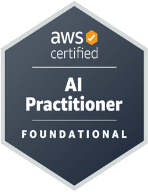 aws
certified
AI
Practitioner
FOUNDATIONAL